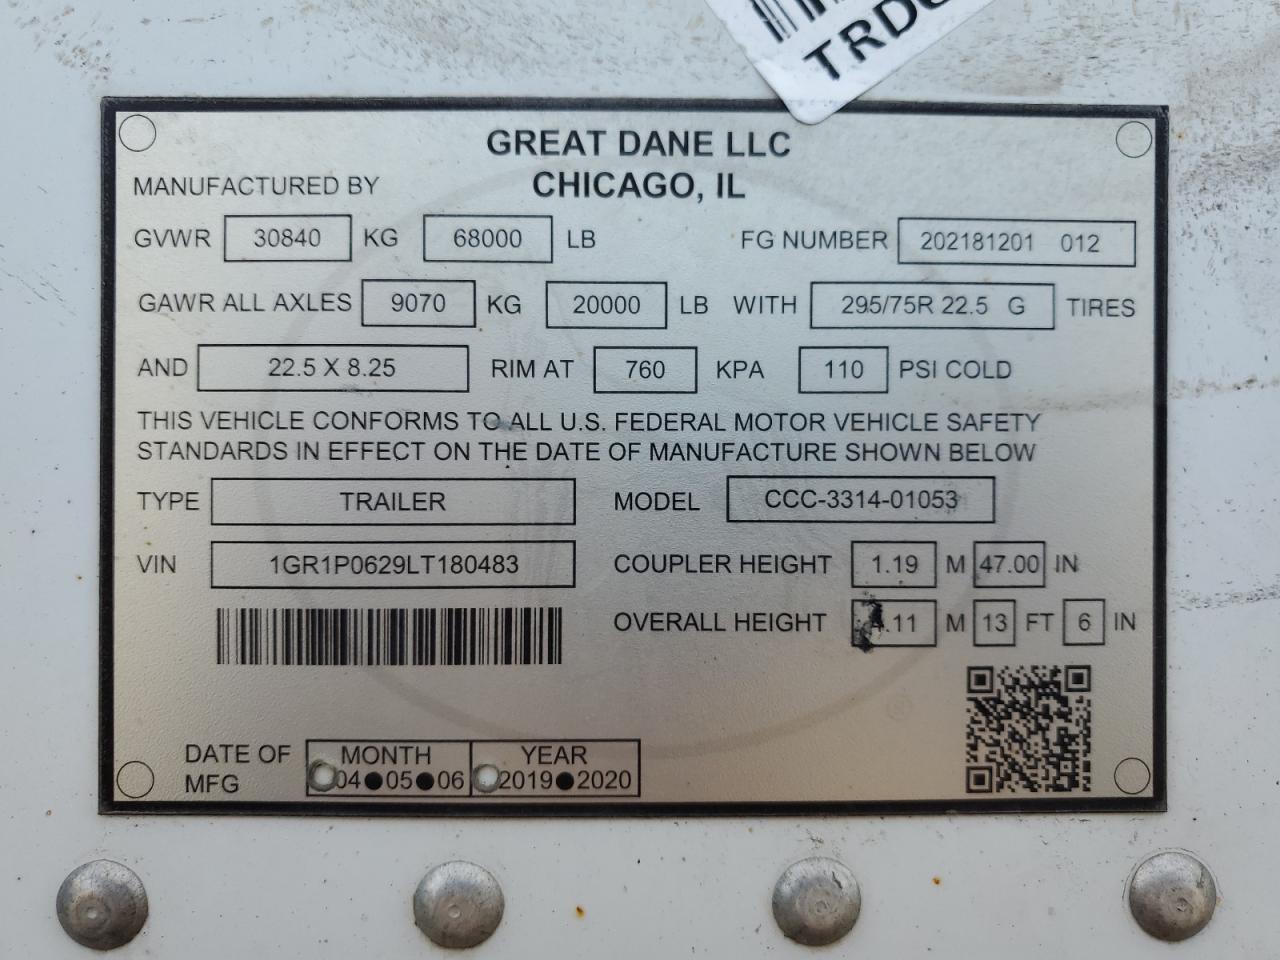 TRD
GREAT DANE LLC
MANUFACTURED BY CHICAGO, IL
GVWR 30840 KG 68000 LB FG NUMBER 202181201 012
GAWR ALL AXLES 9070 KG 20000 LB WITH 295/75R 22.5 G TIRES
AND 22.5 X 8.25 RIM AT 760 KPA 110 PSI COLD
THIS VEHICLE CONFORMS TO ALL U.S. FEDERAL MOTOR VEHICLE SAFETY
STANDARDS IN EFFECT ON THE DATE OF MANUFACTURE SHOWN BELOW
TYPE TRAILER MODEL CCC-3314-01053
VIN 1GR1P0629LT180483 COUPLER HEIGHT 1.19 M 47.00 IN
OVERALL HEIGHT .11 M 13 FT 6 IN
DATE OF MONTH YEAR
MFG 04●05●06 2019●2020